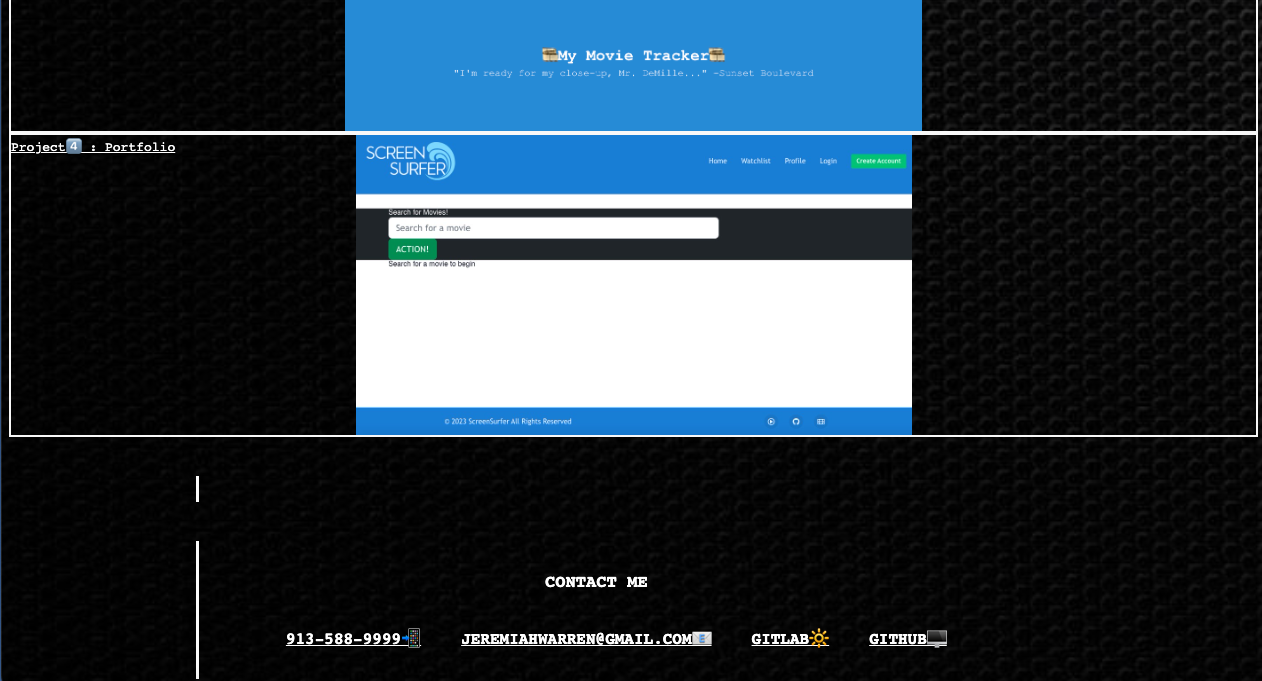 My Movie Tracker
"I'm ready for my close-up, Mr. DeMille..." -Sunset Boulevard
Project4 : Portfolio
SCREEN SURFER
Home Watchlist Profile Login Create Account
Search for Movies!
Search for a movie
ACTION!
Search for a movie to begin
© 2023 ScreenSurfer All Rights Reserved
CONTACT ME
913-588-9999 JEREMIAHWARREN@GMAIL.COM GITLAB GITHUB